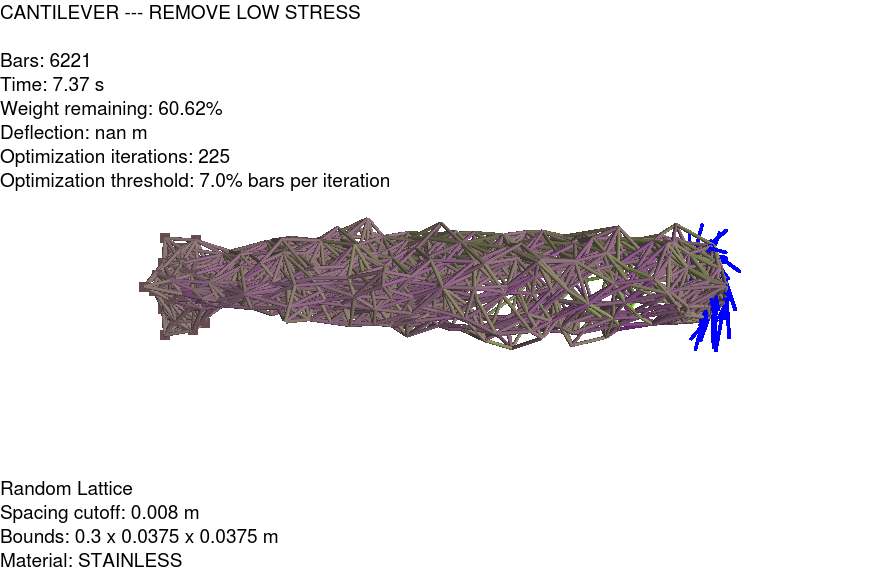 CANTILEVER --- REMOVE LOW STRESS
Bars: 6221
Time: 7.37 s
Weight remaining: 60.62%
Deflection: nan m
Optimization iterations: 225
Optimization threshold: 7.0% bars per iteration
Random Lattice
Spacing cutoff: 0.008 m
Bounds: 0.3 x 0.0375 x 0.0375 m
Material: STAINLESS